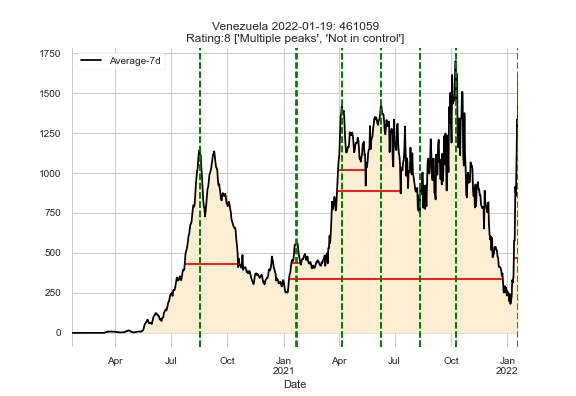 Venezuela 2022-01-19: 461059
Rating:8 ['Multiple peaks', 'Not in control']
1750
Average-7d
1500
1250
1000
750
500
250
0
Apr Jul Oct Jan Apr Jul Oct Jan
2021 2022
Date